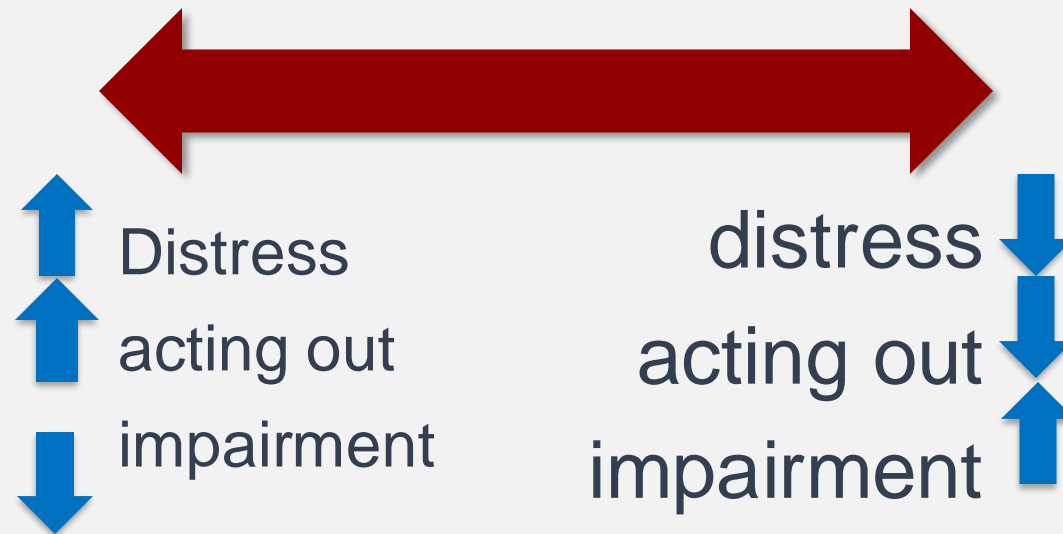 Distress
acting out
impairment
distress
acting out
impairment